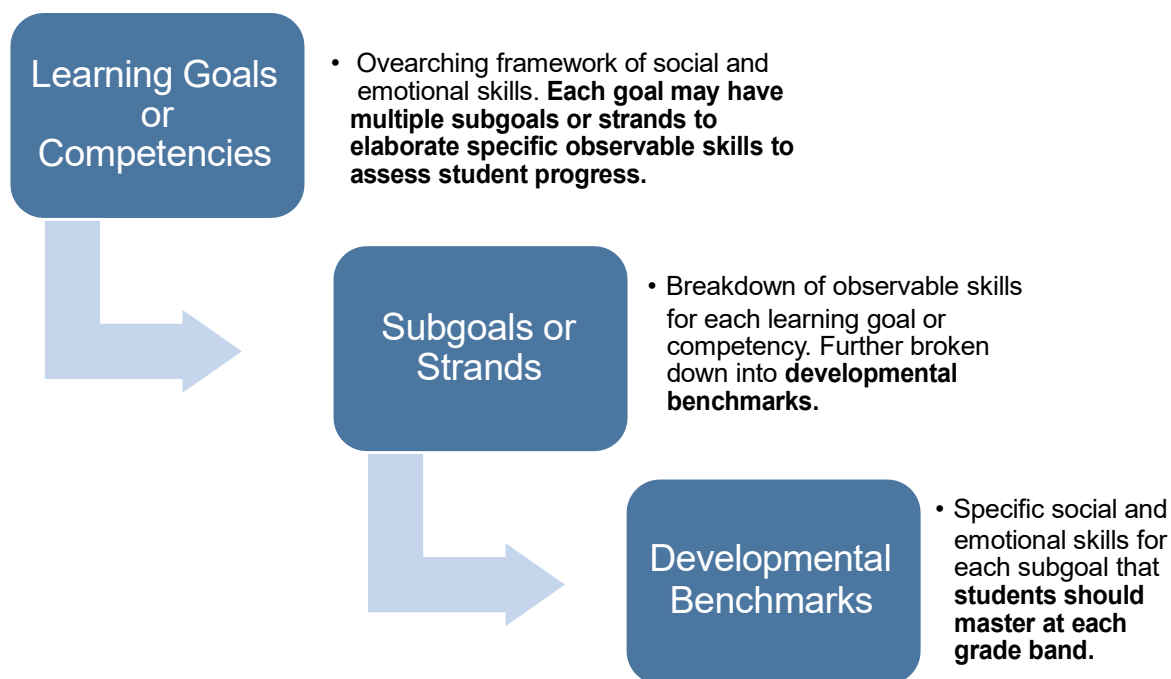 Learning Goals
or
Competencies
• Ovearching framework of social and
emotional skills. Each goal may have
multiple subgoals or strands to
elaborate specific observable skills to
assess student progress.
Subgoals or
Strands
• Breakdown of observable skills
for each learning goal or
competency. Further broken
down into developmental
benchmarks.
Developmental
Benchmarks
• Specific social and
emotional skills for
each subgoal that
students should
master at each
grade band.